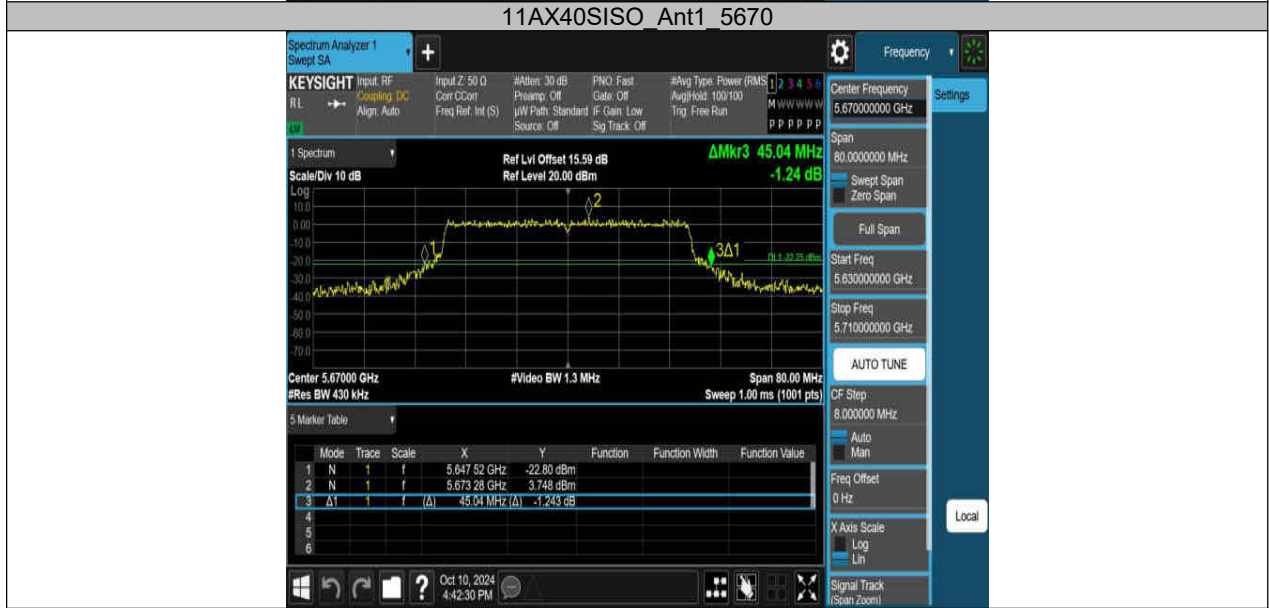 11AX40SISO_Ant1_5670
Spectrum Analyzer 1
Swept SA
+
Frequency
KEYSIGHT
RL
Input: RF
Coupling: DC
Align: Auto
Input Z: 50 Ω
Corr CCorr
Freq Ref: Int (S)
#Atten: 30 dB
Preamp: Off
µW Path: Standard
Source: Off
PNO: Fast
Gate: Off
IF Gain: Low
Sig Track: Off
#Avg Type: Power (RMS
Avg|Hold: 100/100
Trig: Free Run
1 2 3 4 5 6
M W W W W W
P P P P P P
LM
1 Spectrum
Scale/Div 10 dB
Ref Lvl Offset 15.59 dB
Ref Level 20.00 dBm
ΔMkr3 45.04 MHz
-1.24 dB
Log
10.0
0.00
-10.0
-20.0
-30.0
-40.0
-50.0
-60.0
-70.0
1
2
3Δ1
DL1 -22.25 dBm
Center 5.67000 GHz
#Res BW 430 kHz
#Video BW 1.3 MHz
Span 80.00 MHz
Sweep 1.00 ms (1001 pts)
5 Marker Table
Mode Trace Scale X Y Function Function Width Function Value
1 N 1 f 5.647 52 GHz -22.80 dBm
2 N 1 f 5.673 28 GHz 3.748 dBm
3 Δ1 1 f (Δ) 45.04 MHz (Δ) -1.243 dB
4
5
6
?
Oct 10, 2024
4:42:30 PM
Center Frequency
5.670000000 GHz
Span
80.0000000 MHz
Swept Span
Zero Span
Full Span
Start Freq
5.630000000 GHz
Stop Freq
5.710000000 GHz
AUTO TUNE
CF Step
8.000000 MHz
Auto
Man
Freq Offset
0 Hz
X Axis Scale
Log
Lin
Signal Track
(Span Zoom)
Settings
Local